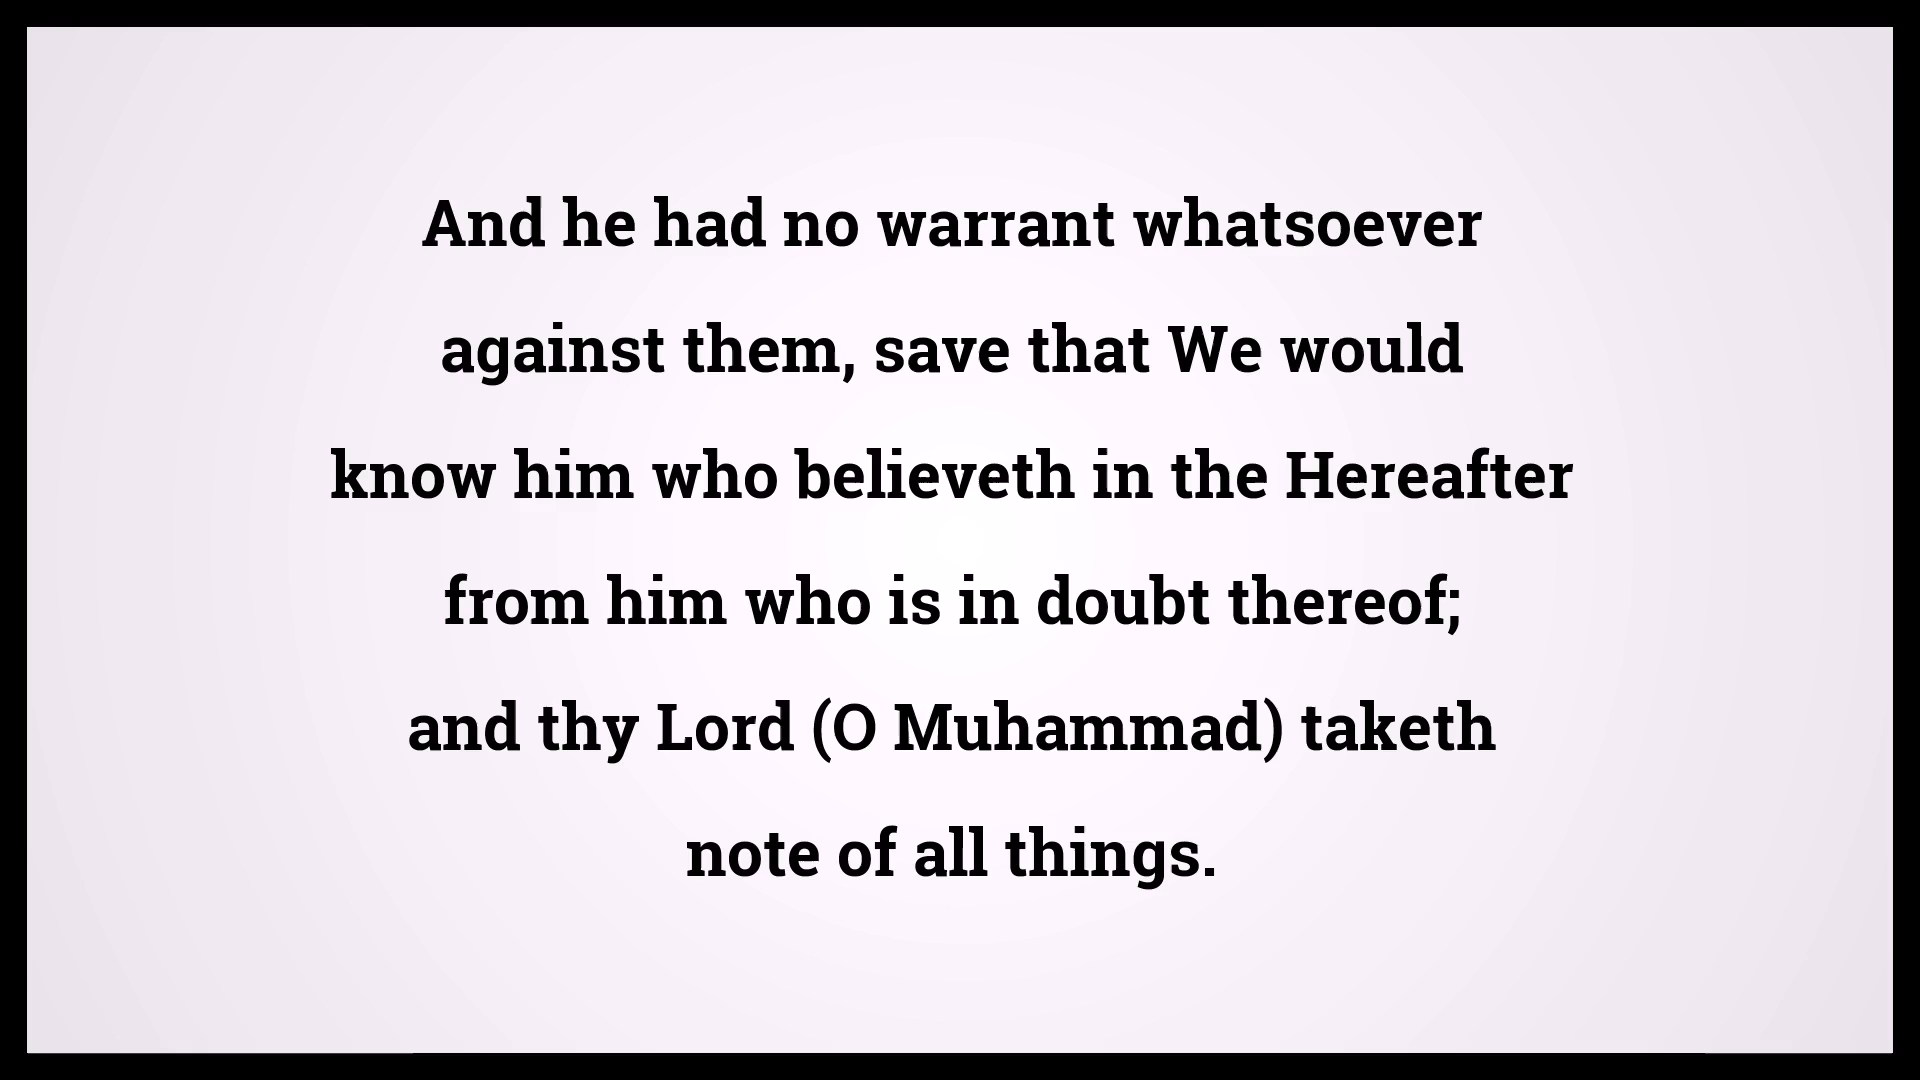 And he had no warrant whatsoever
against them, save that We would
know him who believeth in the Hereafter
from him who is in doubt thereof;
and thy Lord (O Muhammad) taketh
note of all things.